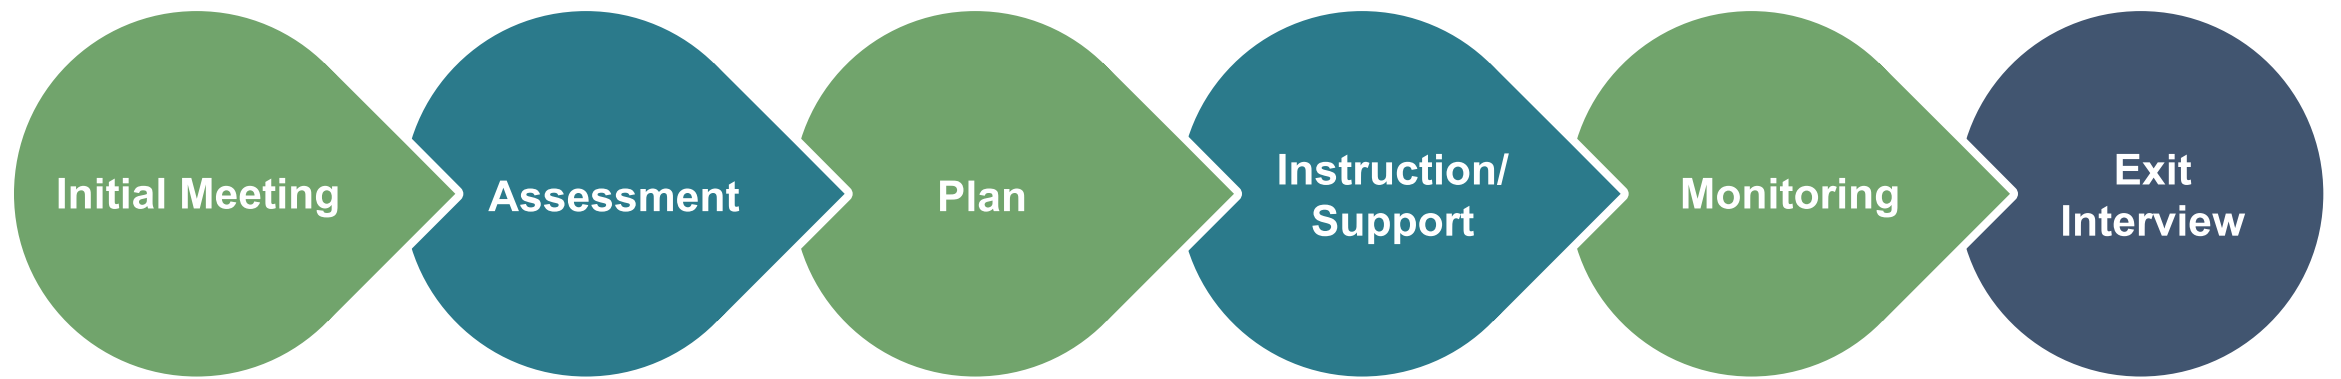 Initial Meeting
Assessment
Plan
Instruction/
Support
Monitoring
Exit
Interview